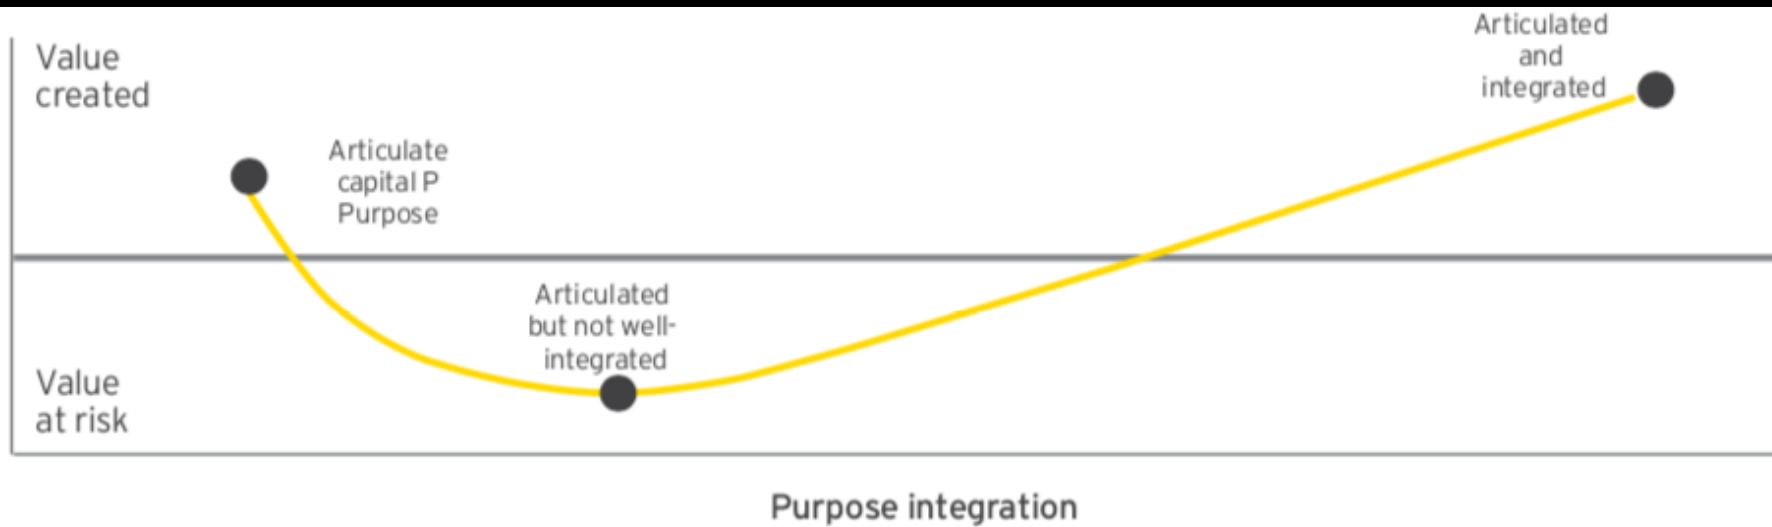 Value
created
Articulate
capital P
Purpose
Articulated
and
integrated
Articulated
but not well-
integrated
Value
at risk
Purpose integration